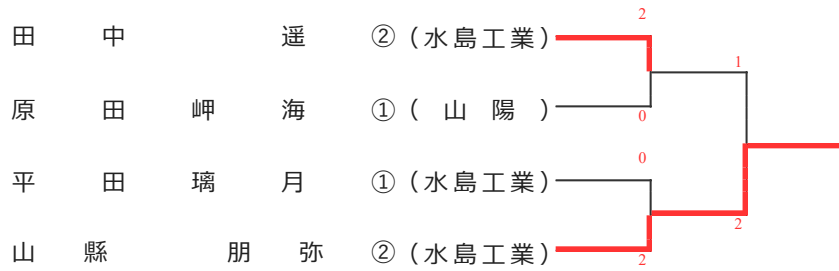 田中 遥 ② (水島工業) 2
1
原田岬海 ① (山陽) 0
平田璃月 ① (水島工業) 0
2
山縣 朋弥 ② (水島工業) 2